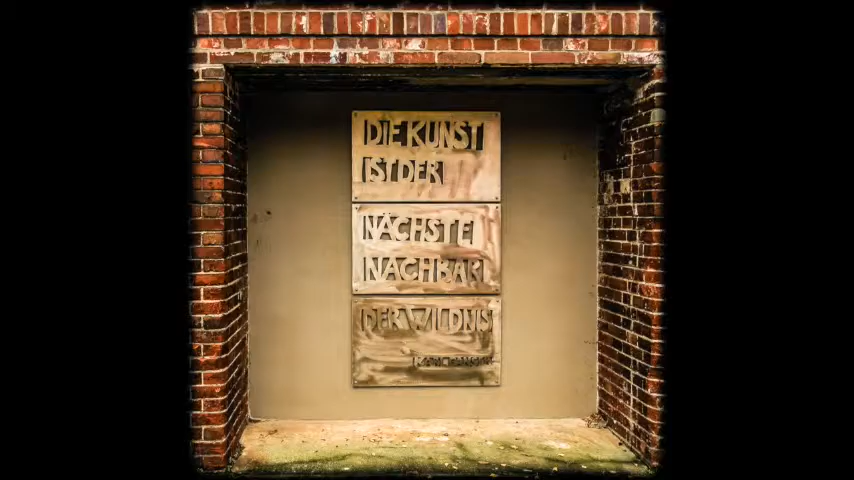 DIE KUNST
IST DER
NÄCHSTE
NACHBAR
DER WILDNIS